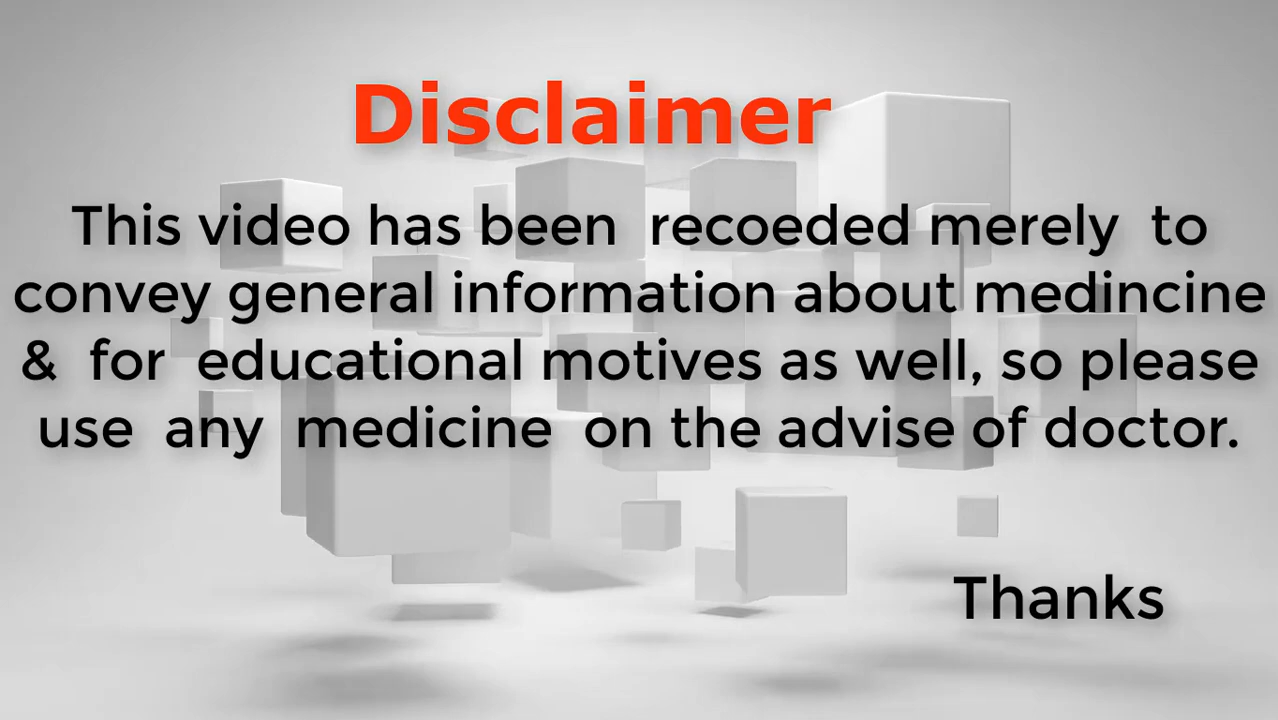 Disclaimer
This video has been recoeded merely to
convey general information about medincine
& for educational motives as well, so please
use any medicine on the advise of doctor.
Thanks